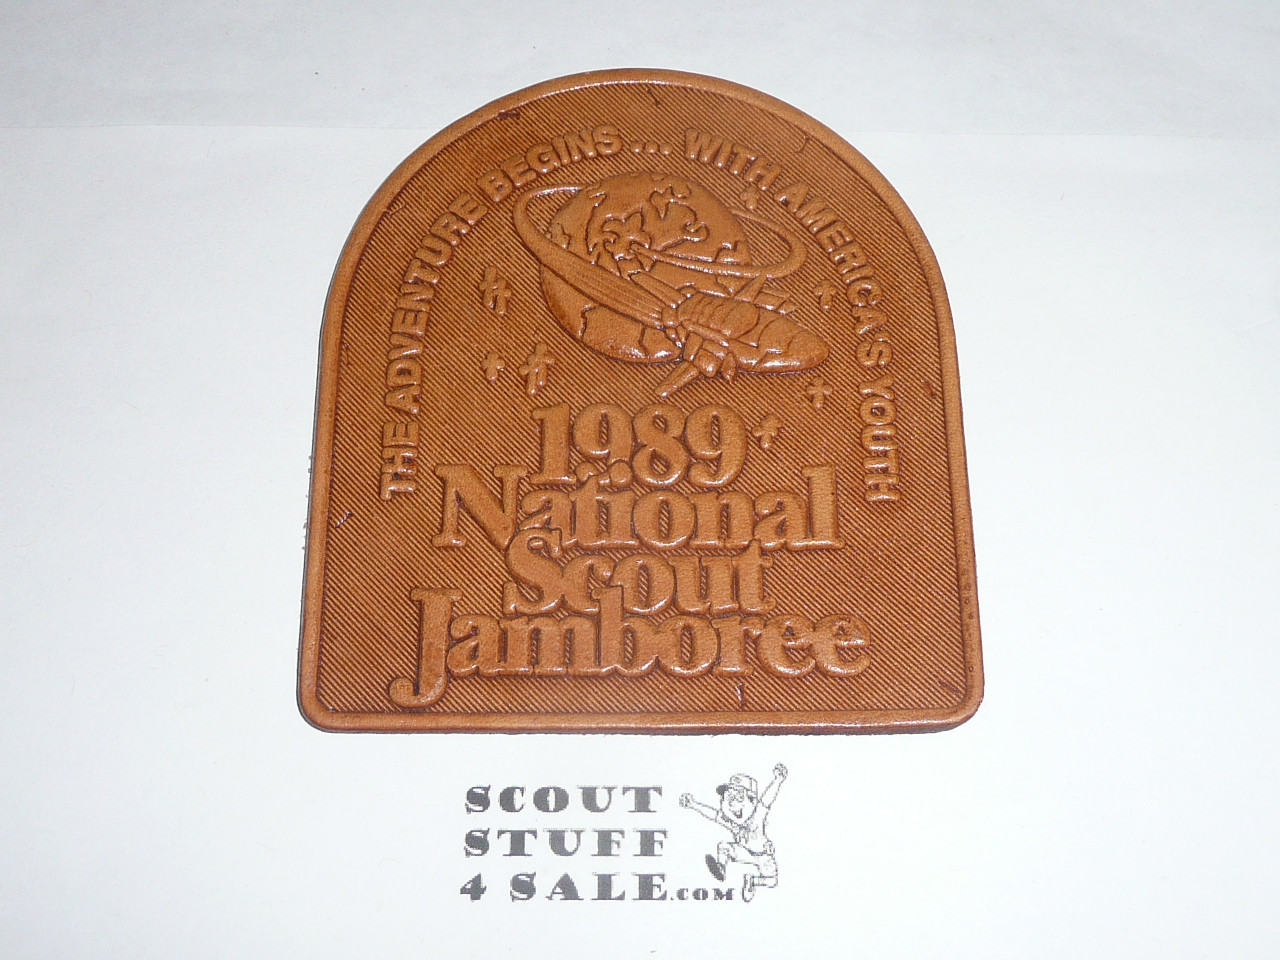 THE ADVENTURE BEGINS... WITH AMERICA'S YOUTH
1989
National
Scout
Jamboree
SCOUT
STUFF
4 SALE.COM